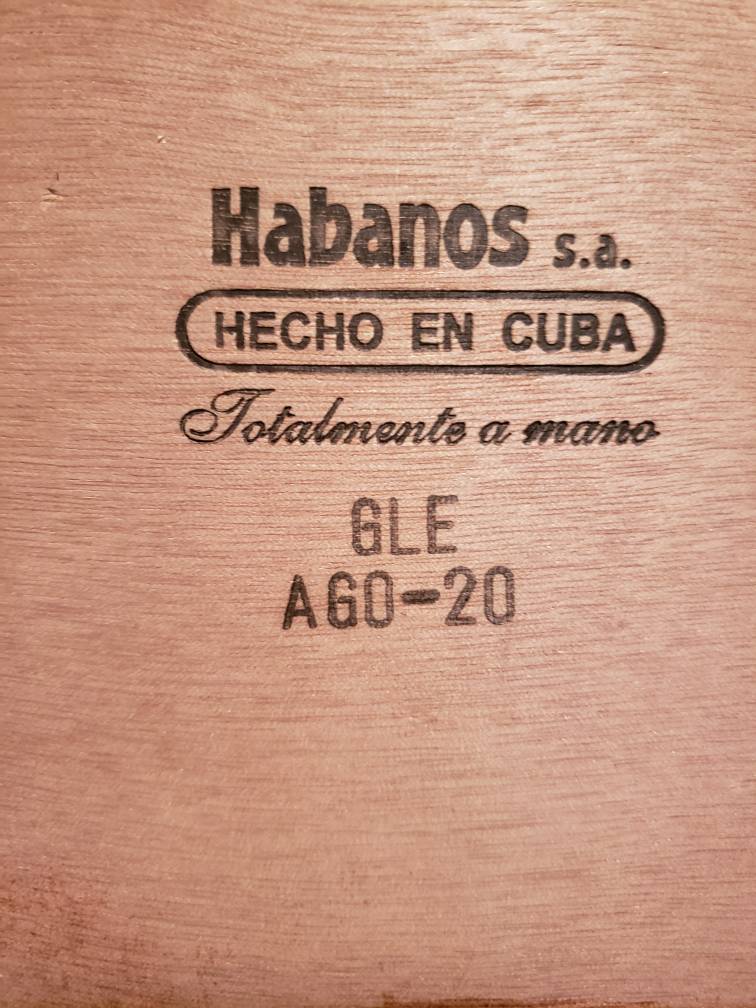 Habanos s.a.
HECHO EN CUBA
Totalmente a mano
GLE
AGO-20